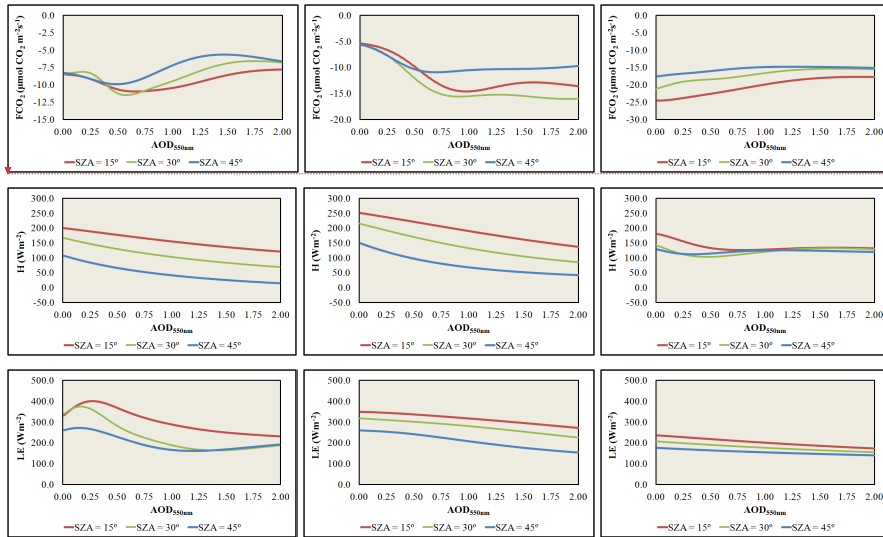 FCO₂ (μmol CO₂ m⁻²s⁻¹)
0.0
-2.5
-5.0
-7.5
-10.0
-12.5
-15.0
0.00 0.25 0.50 0.75 1.00 1.25 1.50 1.75 2.00
AOD₅₅₀ₙₘ
SZA = 15º SZA = 30º SZA = 45º
FCO₂ (μmol CO₂ m⁻²s⁻¹)
0.0
-5.0
-10.0
-15.0
-20.0
0.00 0.25 0.50 0.75 1.00 1.25 1.50 1.75 2.00
AOD₅₅₀ₙₘ
SZA = 15º SZA = 30º SZA = 45º
FCO₂ (μmol CO₂ m⁻²s⁻¹)
0.0
-5.0
-10.0
-15.0
-20.0
-25.0
-30.0
0.00 0.25 0.50 0.75 1.00 1.25 1.50 1.75 2.00
AOD₅₅₀ₙₘ
SZA = 15º SZA = 30º SZA = 45º
H (Wm⁻²)
300.0
250.0
200.0
150.0
100.0
50.0
0.0
-50.0
0.00 0.25 0.50 0.75 1.00 1.25 1.50 1.75 2.00
AOD₅₅₀ₙₘ
SZA = 15º SZA = 30º SZA = 45º
H (Wm⁻²)
300.0
250.0
200.0
150.0
100.0
50.0
0.0
-50.0
0.00 0.25 0.50 0.75 1.00 1.25 1.50 1.75 2.00
AOD₅₅₀ₙₘ
SZA = 15º SZA = 30º SZA = 45º
H (Wm⁻²)
300.0
250.0
200.0
150.0
100.0
50.0
0.0
-50.0
0.00 0.25 0.50 0.75 1.00 1.25 1.50 1.75 2.00
AOD₅₅₀ₙₘ
SZA = 15º SZA = 30º SZA = 45º
LE (Wm⁻²)
500.0
400.0
300.0
200.0
100.0
0.0
0.00 0.25 0.50 0.75 1.00 1.25 1.50 1.75 2.00
AOD₅₅₀ₙₘ
SZA = 15º SZA = 30º SZA = 45º
LE (Wm⁻²)
500.0
400.0
300.0
200.0
100.0
0.0
0.00 0.25 0.50 0.75 1.00 1.25 1.50 1.75 2.00
AOD₅₅₀ₙₘ
SZA = 15º SZA = 30º SZA = 45º
LE (Wm⁻²)
500.0
400.0
300.0
200.0
100.0
0.0
0.00 0.25 0.50 0.75 1.00 1.25 1.50 1.75 2.00
AOD₅₅₀ₙₘ
SZA = 15º SZA = 30º SZA = 45º